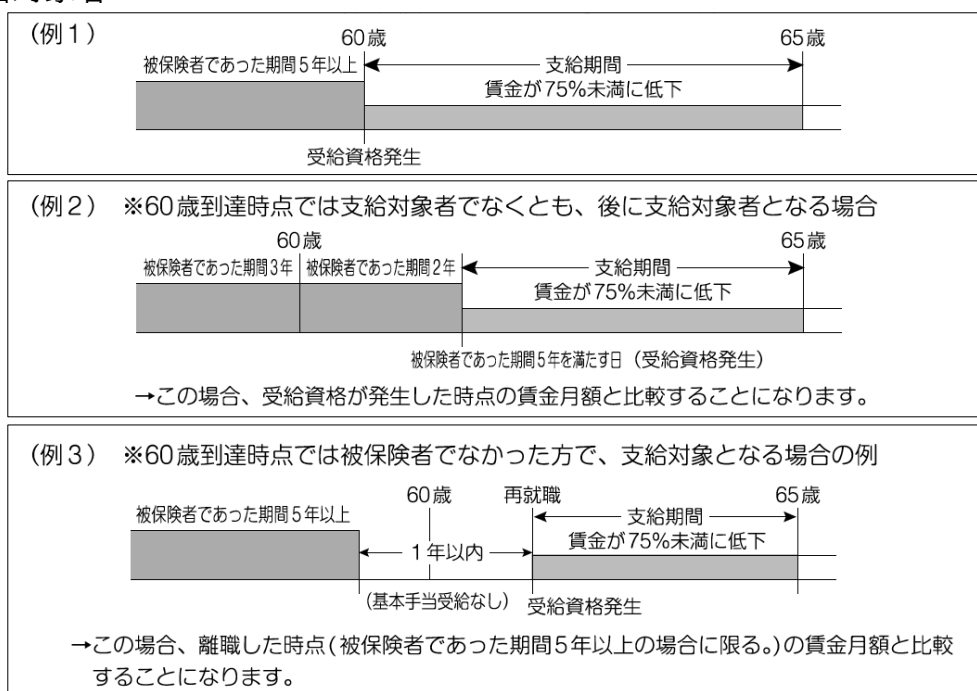 (例1)
60歳
65歳
被保険者であった期間5年以上
支給期間
賃金が75%未満に低下
受給資格発生
(例2) ※60歳到達時点では支給対象者でなくとも、後に支給対象者となる場合
60歳
65歳
被保険者であった期間3年
被保険者であった期間2年
支給期間
賃金が75%未満に低下
被保険者であった期間5年を満たす日(受給資格発生)
→この場合、受給資格が発生した時点の賃金月額と比較することになります。
(例3) ※60歳到達時点では被保険者でなかった方で、支給対象となる場合の例
60歳
再就職
65歳
被保険者であった期間5年以上
支給期間
1年以内
賃金が75%未満に低下
(基本手当受給なし)
受給資格発生
→この場合、離職した時点(被保険者であった期間5年以上の場合に限る。)の賃金月額と比較
することになります。